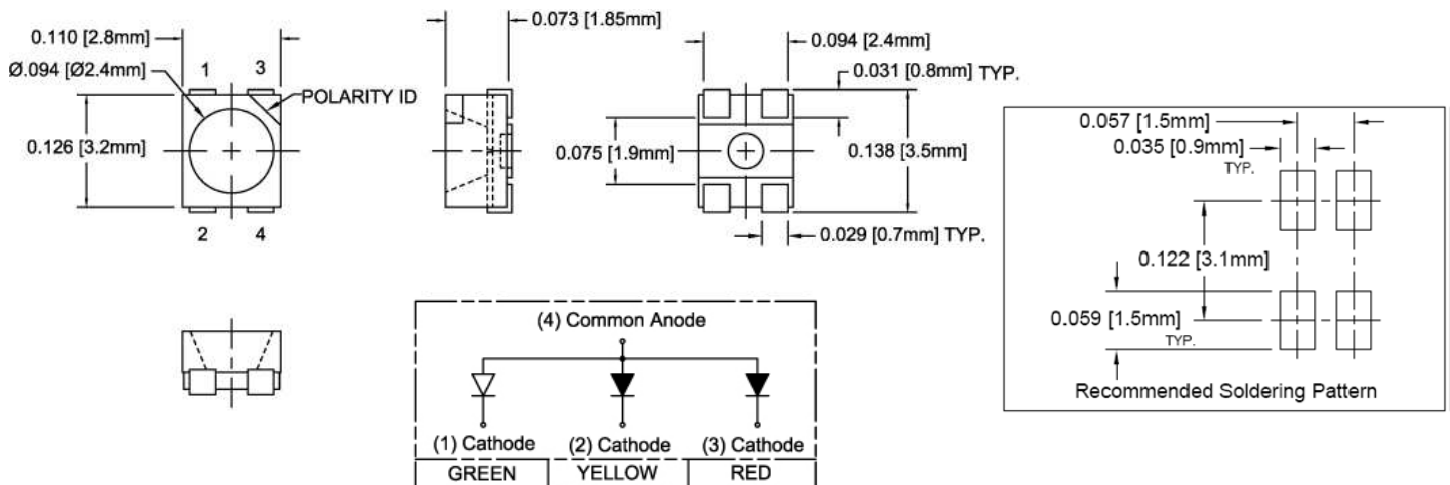 0.110 [2.8mm]
Ø.094 [Ø2.4mm]
1 3
POLARITY ID
0.126 [3.2mm]
2 4
0.073 [1.85mm]
0.094 [2.4mm]
0.031 [0.8mm] TYP.
0.075 [1.9mm]
0.138 [3.5mm]
0.029 [0.7mm] TYP.
0.057 [1.5mm]
0.035 [0.9mm]
TYP.
0.122 [3.1mm]
0.059 [1.5mm]
TYP.
Recommended Soldering Pattern
(4) Common Anode
(1) Cathode (2) Cathode (3) Cathode
GREEN YELLOW RED